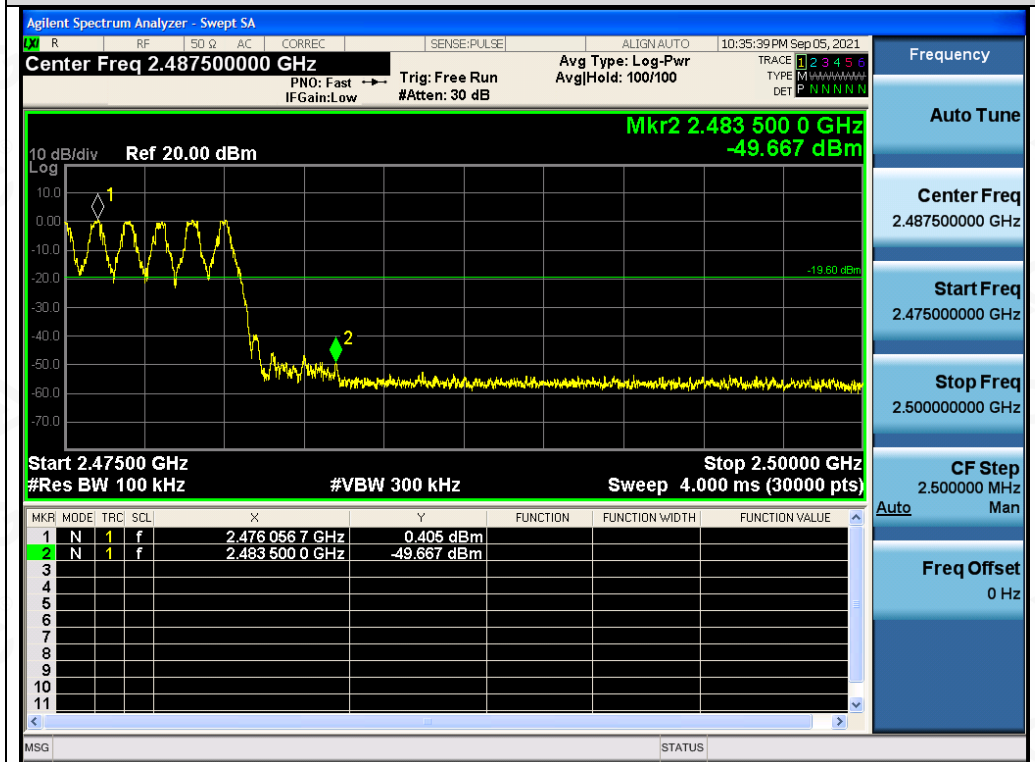 Agilent Spectrum Analyzer - Swept SA
LXI R RF 50 Ω AC CORREC SENSE:PULSE ALIGN AUTO 10:35:39 PM Sep 05, 2021
Center Freq 2.487500000 GHz
PNO: Fast
IFGain:Low
Trig: Free Run
#Atten: 30 dB
Avg Type: Log-Pwr
Avg|Hold: 100/100
TRACE 1 2 3 4 5 6
TYPE M
DET P N N N N N
Mkr2 2.483 500 0 GHz
-49.667 dBm
10 dB/div Ref 20.00 dBm
Log
10.0
0.00
-10.0
-20.0
-30.0
-40.0
-50.0
-60.0
-70.0
1
2
-19.60 dBm
Start 2.47500 GHz Stop 2.50000 GHz
#Res BW 100 kHz #VBW 300 kHz Sweep 4.000 ms (30000 pts)
MKR MODE TRC SCL X Y FUNCTION FUNCTION WIDTH FUNCTION VALUE
1 N 1 f 2.476 056 7 GHz 0.405 dBm
2 N 1 f 2.483 500 0 GHz -49.667 dBm
3
4
5
6
7
8
9
10
11
MSG STATUS
Frequency
Auto Tune
Center Freq
2.487500000 GHz
Start Freq
2.475000000 GHz
Stop Freq
2.500000000 GHz
CF Step
2.500000 MHz
Auto Man
Freq Offset
0 Hz